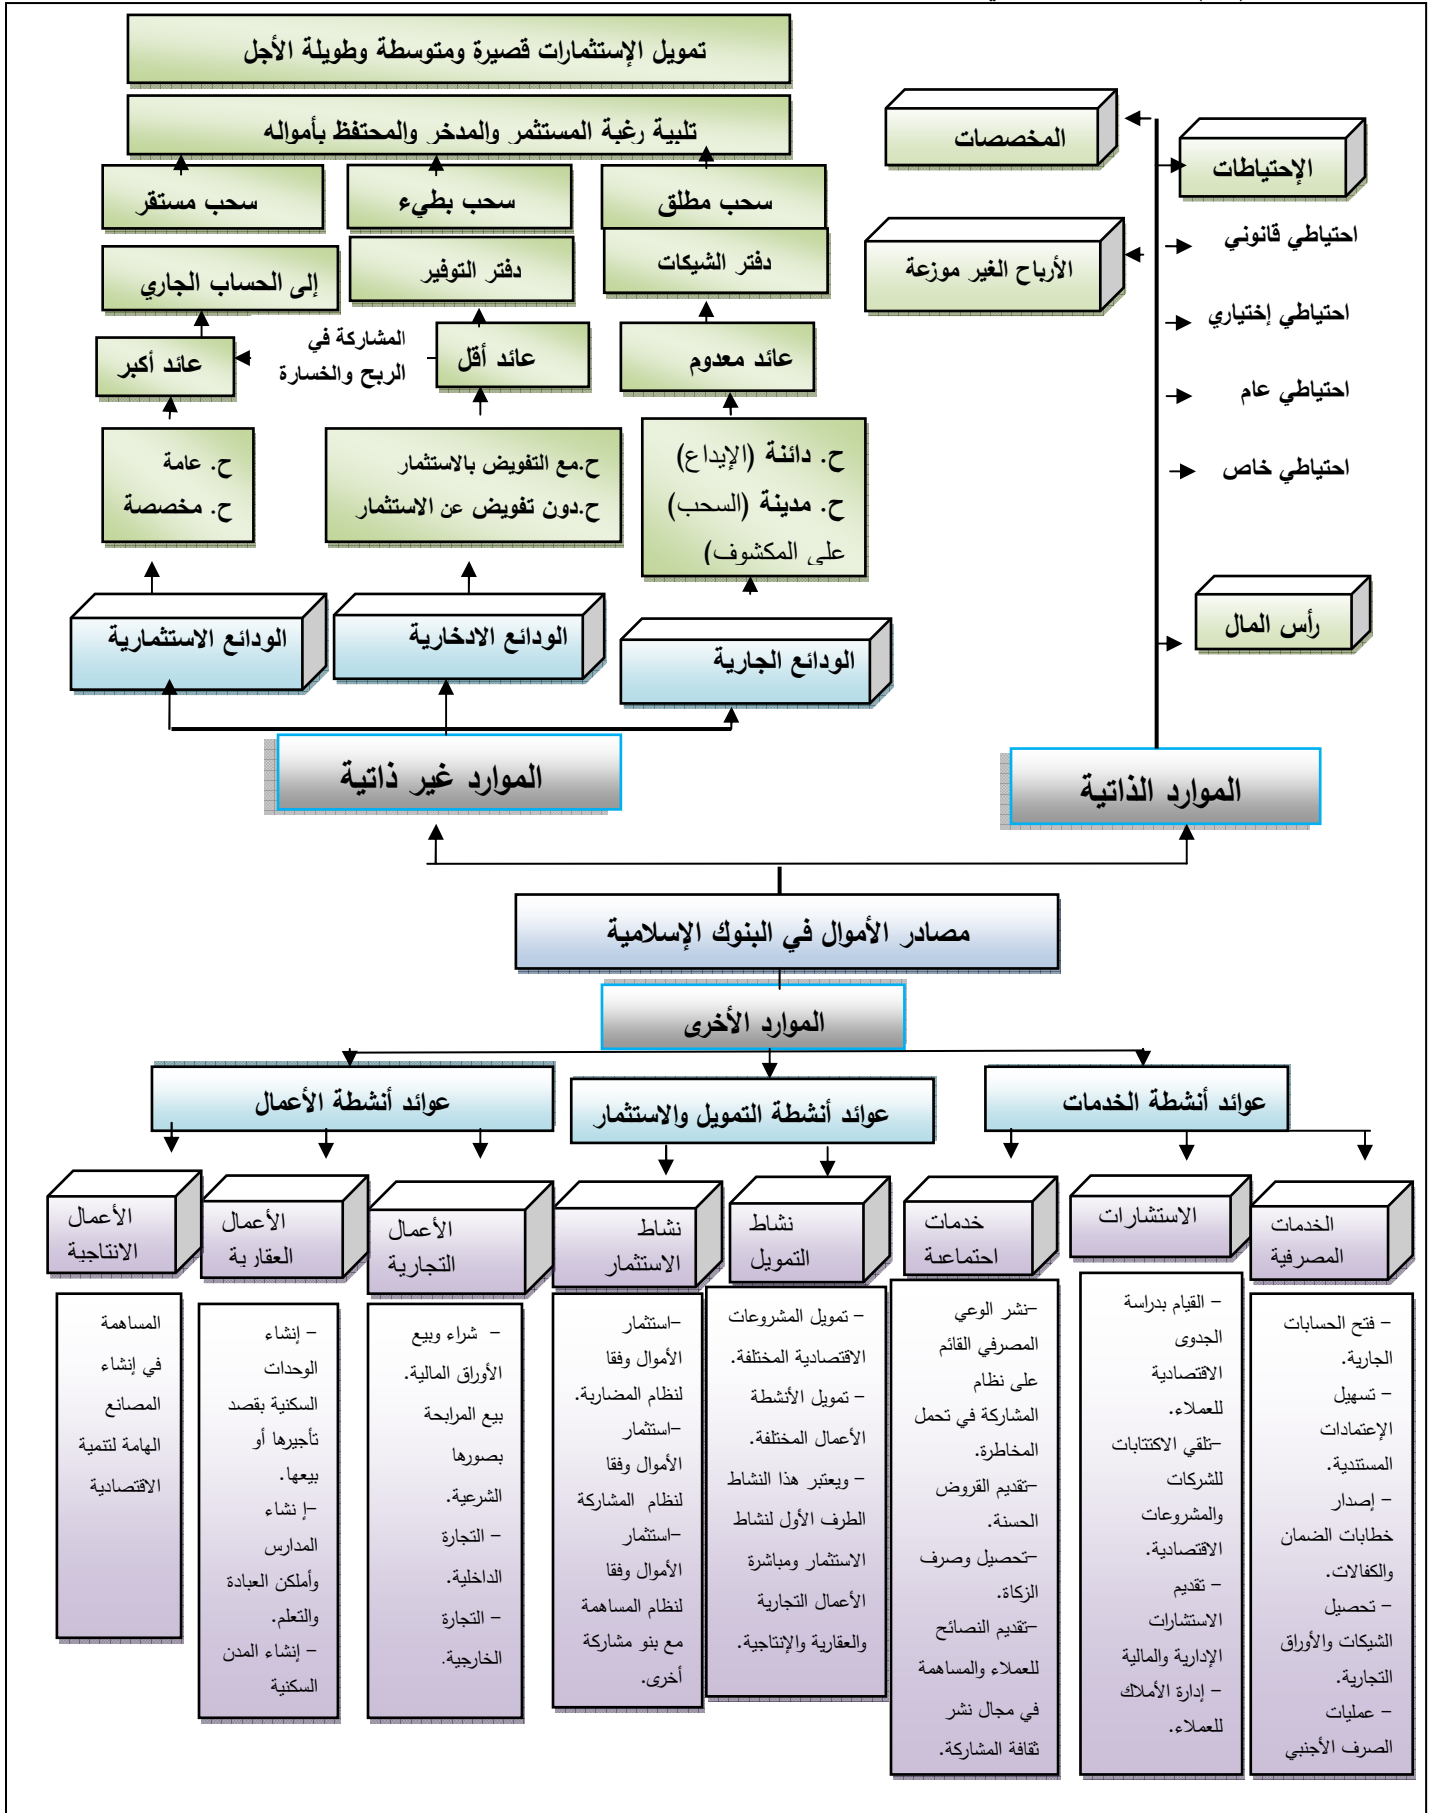 تمويل الإستثمارات قصيرة ومتوسطة وطويلة الأجل
تلبية رغبة المستثمر والمدخر والمحتفظ بأمواله
سحب مطلق
سحب بطيء
سحب مستقر
دفتر الشيكات
دفتر التوفير
إلى الحساب الجاري
عائد معدوم
عائد أقل
المشاركة في
الربح والخسارة
عائد أكبر
ح. دائنة (الإيداع)
ح. مدينة (السحب)
على المكشوف)
ح.مع التفويض بالاستثمار
ح.دون تفويض عن الاستثمار
ح. عامة
ح. مخصصة
الودائع الجارية
الودائع الادخارية
الودائع الاستثمارية
الموارد غير ذاتية
المخصصات
الإحتياطات
الأرباح الغير موزعة
احتياطي قانوني
احتياطي إختياري
احتياطي عام
احتياطي خاص
رأس المال
الموارد الذاتية
مصادر الأموال في البنوك الإسلامية
الموارد الأخرى
عوائد أنشطة الخدمات
عوائد أنشطة التمويل والاستثمار
عوائد أنشطة الأعمال
الخدمات
المصرفية
الاستشارات
خدمات
اجتماعية
نشاط
التمويل
نشاط
الاستثمار
الأعمال
التجارية
الأعمال
العقارية
الأعمال
الانتاجية
- فتح الحسابات
الجارية.
- تسهيل
الإعتمادات
المستندية.
- إصدار
خطابات الضمان
والكفالات.
- تحصيل
الشيكات والأوراق
التجارية.
- عمليات
الصرف الأجنبي
- القيام بدراسة
الجدوى
الاقتصادية
للعملاء.
-تلقي الاكتتابات
للشركات
والمشروعات
الاقتصادية.
- تقديم
الاستشارات
الإدارية والمالية
- إدارة الأملاك
للعملاء.
-نشر الوعي
المصرفي القائم
على نظام
المشاركة في تحمل
المخاطرة.
-تقديم القروض
الحسنة.
-تحصيل وصرف
الزكاة.
-تقديم النصائح
للعملاء والمساهمة
في مجال نشر
ثقافة المشاركة.
- تمويل المشروعات
الاقتصادية المختلفة.
- تمويل الأنشطة
الأعمال المختلفة.
- ويعتبر هذا النشاط
الطرف الأول لنشاط
الاستثمار ومباشرة
الأعمال التجارية
والعقارية والإنتاجية.
-استثمار
الأموال وفقا
لنظام المضاربة.
-استثمار
الأموال وفقا
لنظام المشاركة
-استثمار
الأموال وفقا
لنظام المساهمة
مع بنو مشاركة
أخرى.
- شراء وبيع
الأوراق المالية.
بيع المرابحة
بصورها
الشرعية.
- التجارة
الداخلية.
- التجارة
الخارجية.
- إنشاء
الوحدات
السكنية بقصد
تأجيرها أو
بيعها.
-إ نشاء
المدارس
وأملكن العبادة
والتعلم.
- إنشاء المدن
السكنية
المساهمة
في إنشاء
المصانع
الهامة لتنمية
الاقتصادية